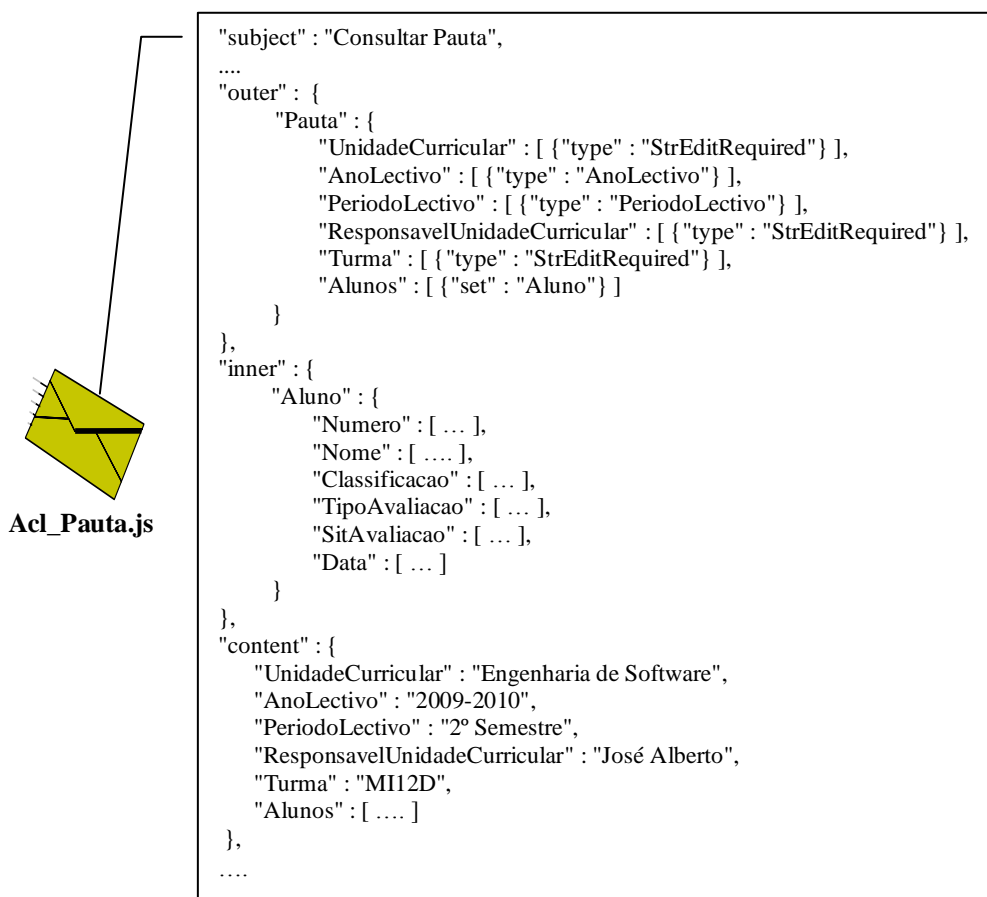 "subject" : "Consultar Pauta",
....
"outer" : {
"Pauta" : {
"UnidadeCurricular" : [ {"type" : "StrEditRequired"} ],
"AnoLectivo" : [ {"type" : "AnoLectivo"} ],
"PeriodoLectivo" : [ {"type" : "PeriodoLectivo"} ],
"ResponsavelUnidadeCurricular" : [ {"type" : "StrEditRequired"} ],
"Turma" : [ {"type" : "StrEditRequired"} ],
"Alunos" : [ {"set" : "Aluno"} ]
}
},
"inner" : {
"Aluno" : {
"Numero" : [ … ],
"Nome" : [ …. ],
"Classificacao" : [ … ],
"TipoAvaliacao" : [ … ],
"SitAvaliacao" : [ … ],
"Data" : [ … ]
}
},
"content" : {
"UnidadeCurricular" : "Engenharia de Software",
"AnoLectivo" : "2009-2010",
"PeriodoLectivo" : "2º Semestre",
"ResponsavelUnidadeCurricular" : "José Alberto",
"Turma" : "MI12D",
"Alunos" : [ …. ]
},
….
Acl_Pauta.js